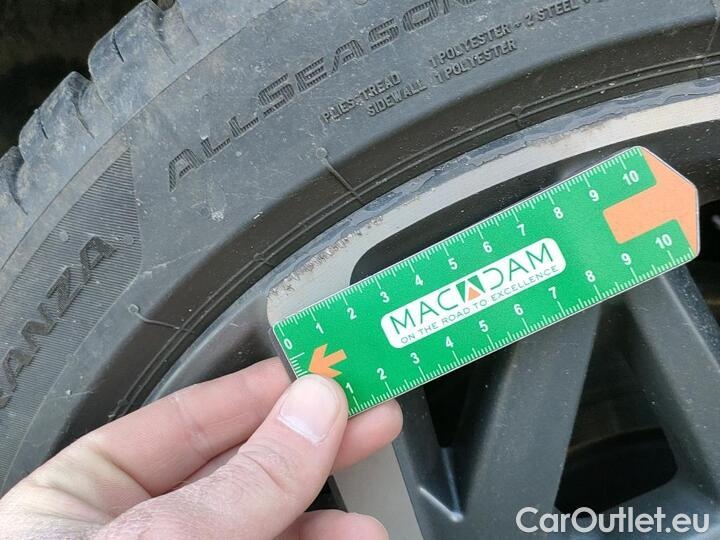 ALLSEASON
PLIES: TREAD 1 POLYESTER + 2 STEEL +
SIDEWALL 1 POLYESTER
RANZA
0 1 2 3 4 5 6 7 8 9 10
MACADAM
ON THE ROAD TO EXCELLENCE
1 2 3 4 5 6 7 8 9 10
CarOutlet.eu